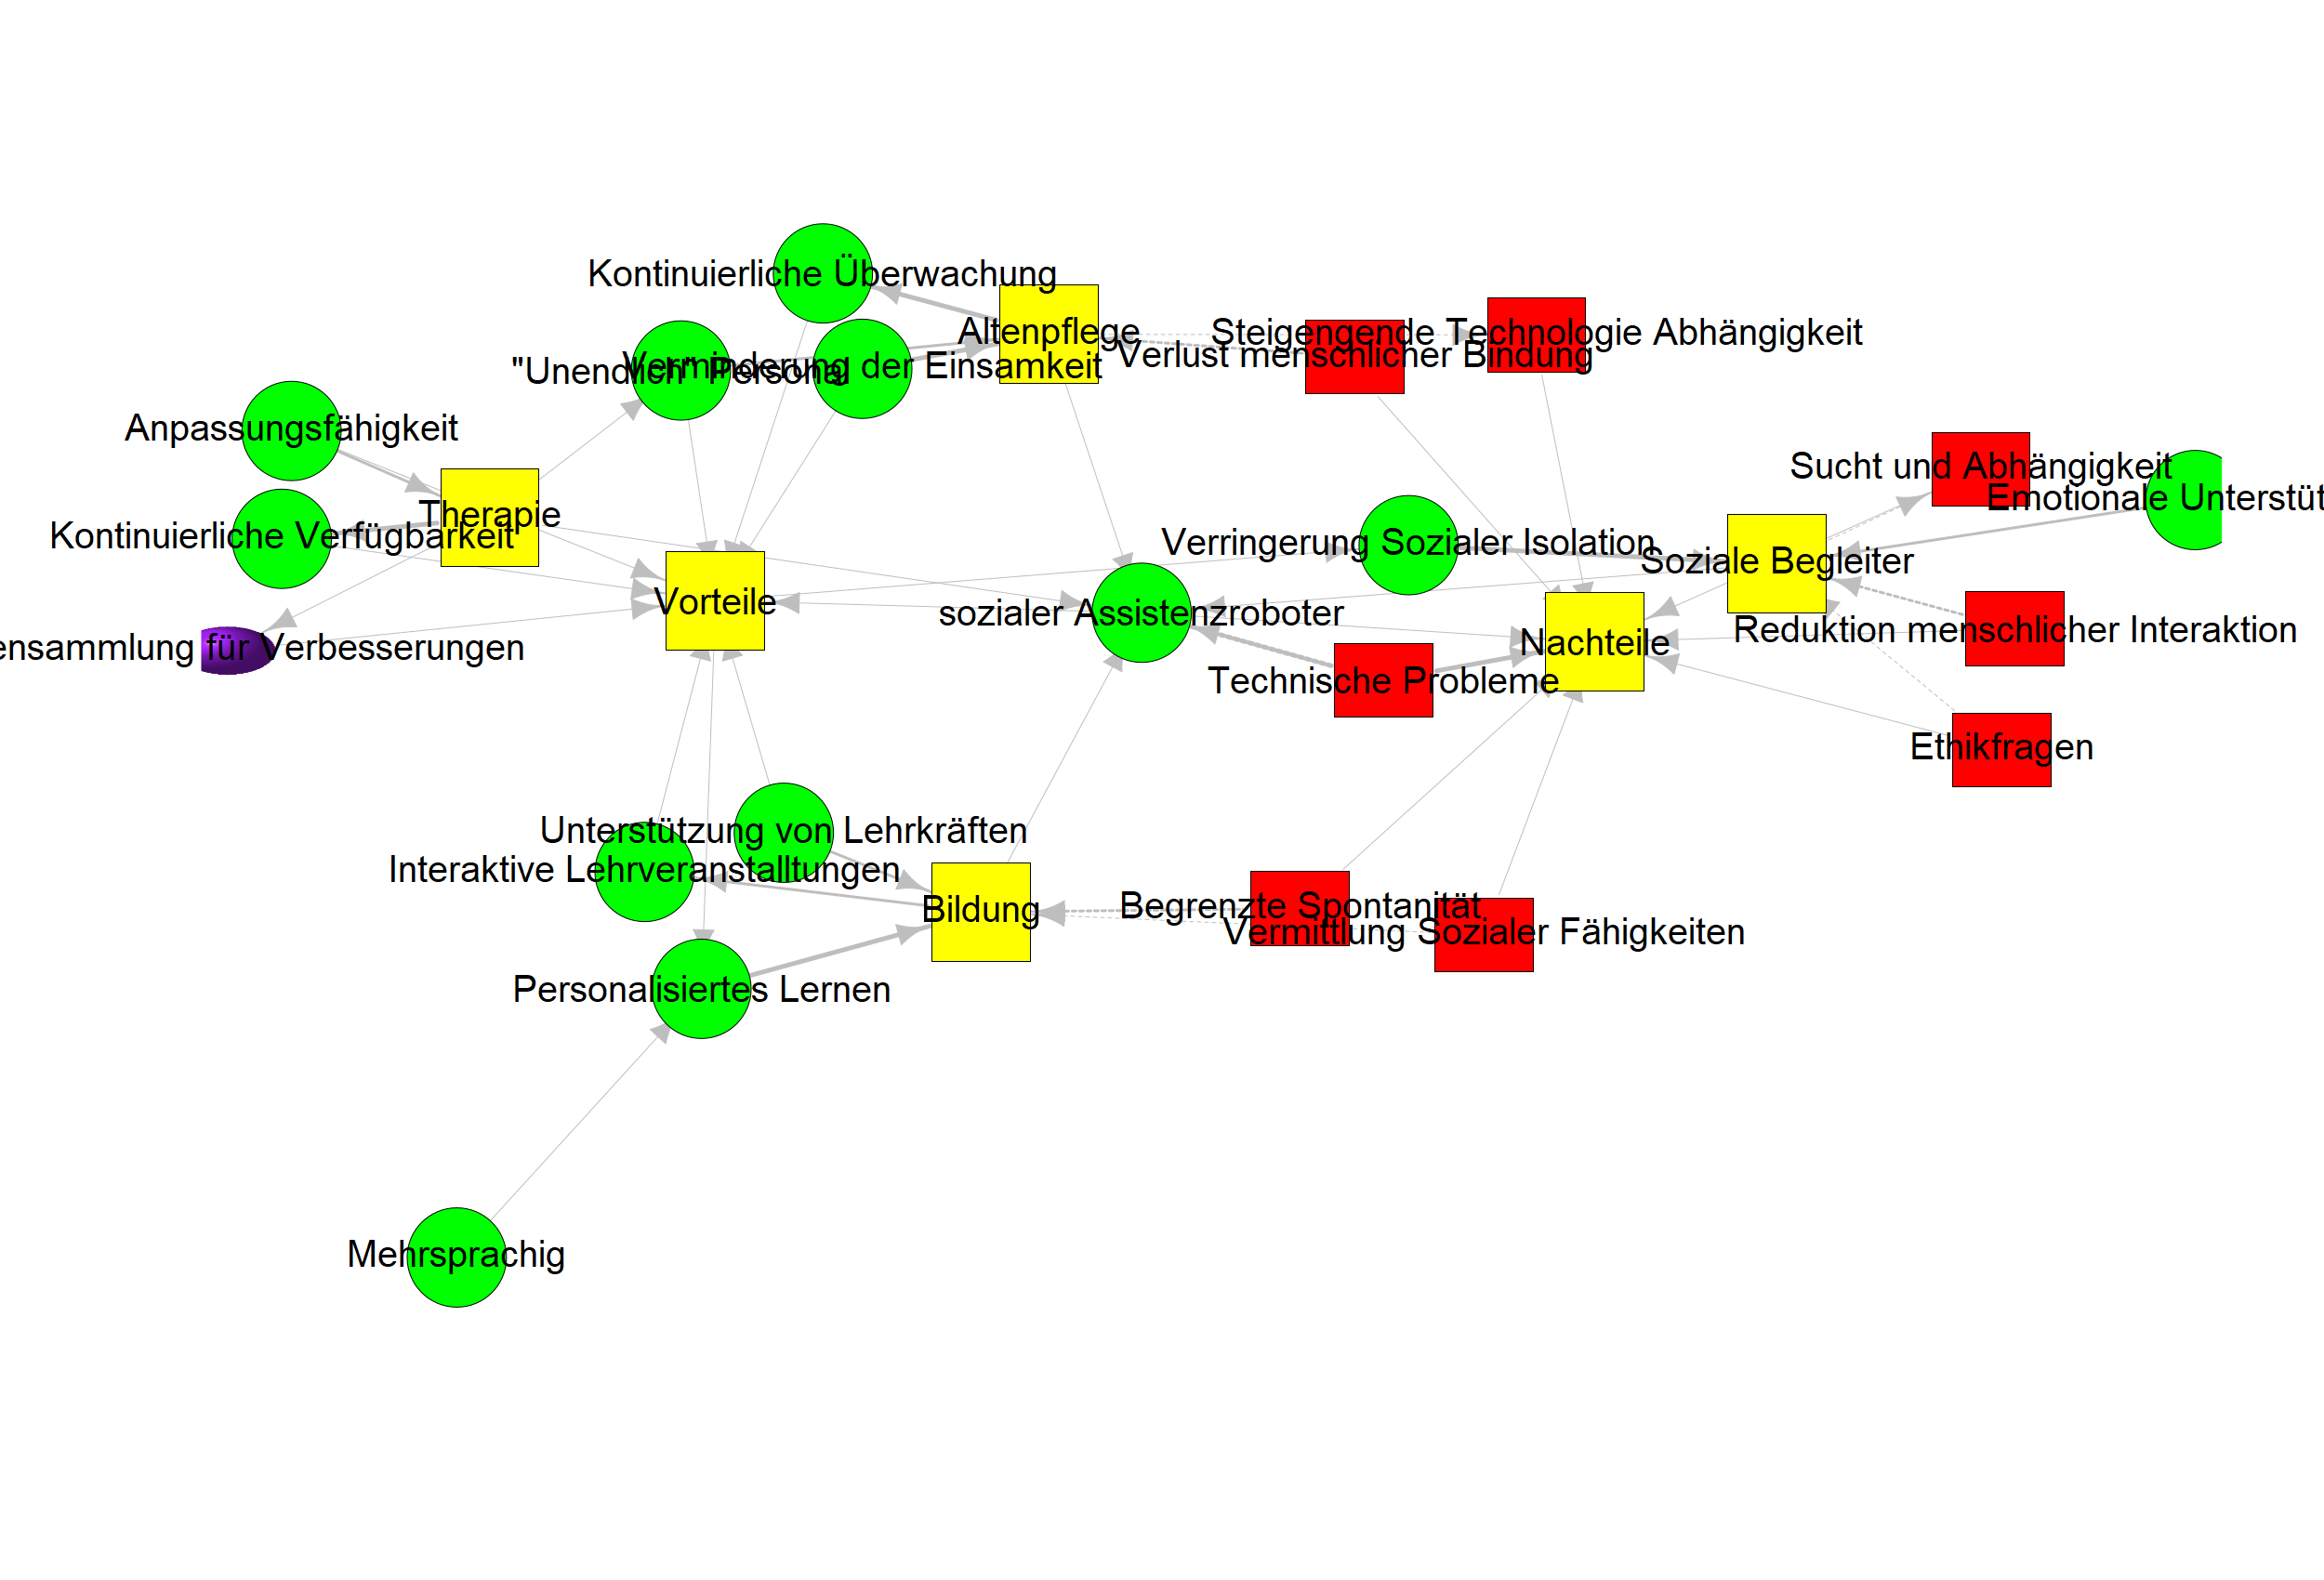 Kontinuierliche Überwachung
Altenpflege
Steigengende Technologie Abhängigkeit
Verlust menschlicher Bindung
"Unendlich" Personal
Verminderung der Einsamkeit
Anpassungsfähigkeit
Sucht und Abhängigkeit
Emotionale Unterstüt
Therapie
Kontinuierliche Verfügbarkeit
Verringerung Sozialer Isolation
Soziale Begleiter
Vorteile
sozialer Assistenzroboter
Reduktion menschlicher Interaktion
Nachteile
ensammlung für Verbesserungen
Technische Probleme
Ethikfragen
Unterstützung von Lehrkräften
Interaktive Lehrveranstalltungen
Bildung
Begrenzte Spontanität
Vermittlung Sozialer Fähigkeiten
Personalisiertes Lernen
Mehrsprachig